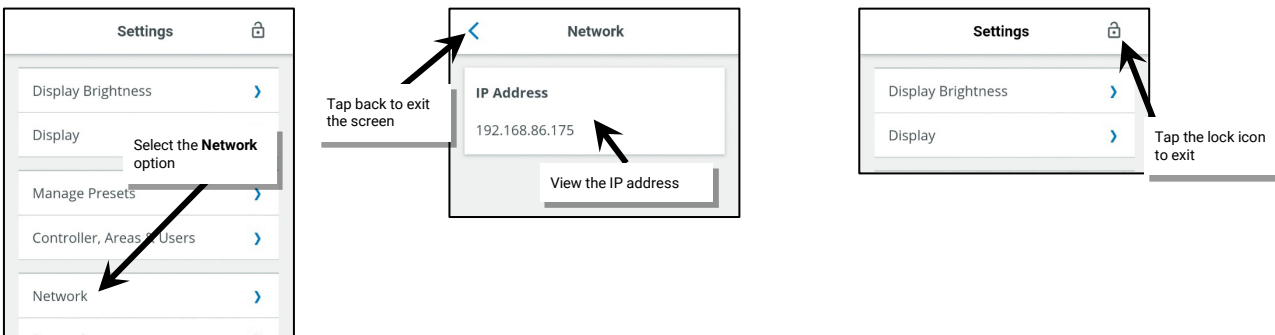 Settings
Display Brightness
Display
Select the Network
option
Manage Presets
Controller, Areas & Users
Network
Network
Tap back to exit
the screen
IP Address
192.168.86.175
View the IP address
Settings
Display Brightness
Display
Tap the lock icon
to exit